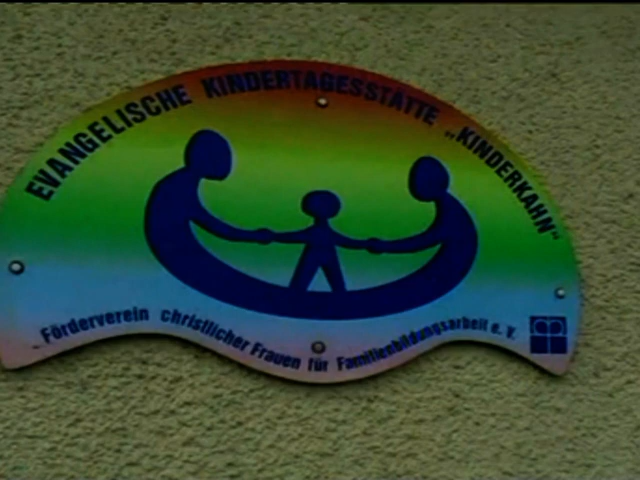 EVANGELISCHE KINDERTAGESSTÄTTE „KINDERKAHN“
Förderverein christlicher Frauen für Familienbildungsarbeit e. V.